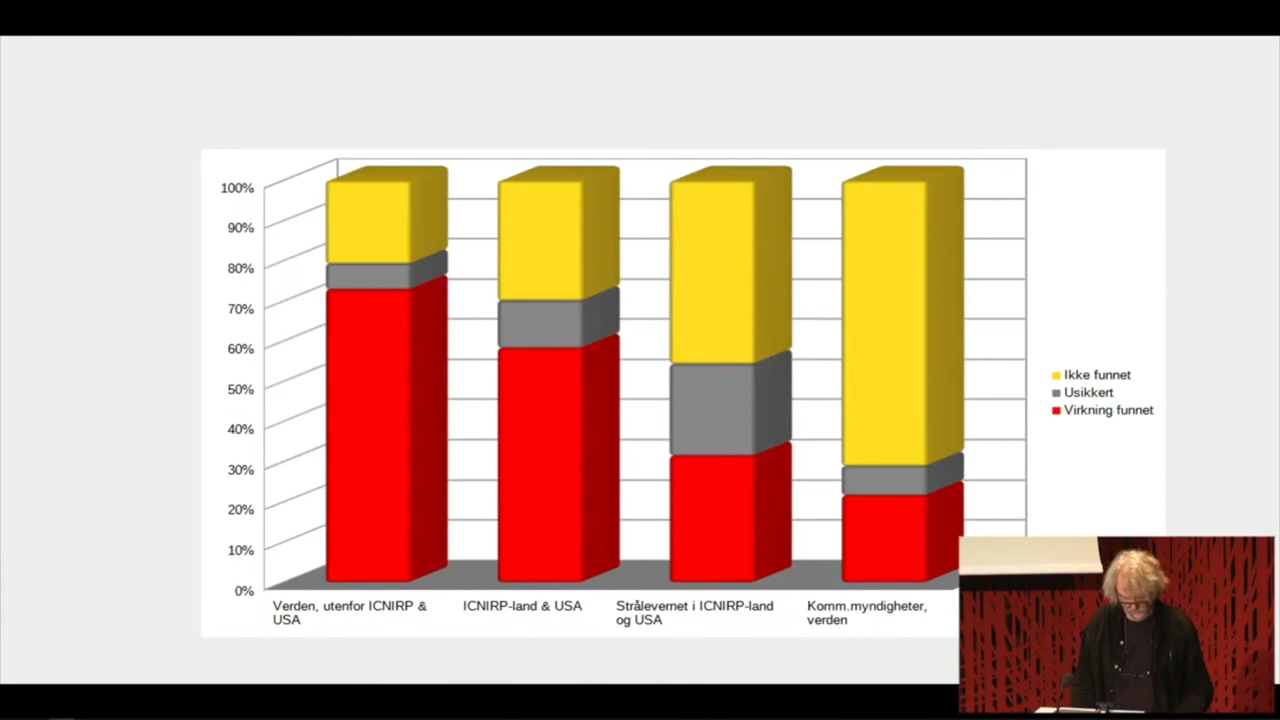 100%
90%
80%
70%
60%
50%
40%
30%
20%
10%
0%
Verden, utenfor ICNIRP &
USA
ICNIRP-land & USA
Strålevernet i ICNIRP-land
og USA
Komm.myndigheter,
verden
Ikke funnet
Usikkert
Virkning funnet